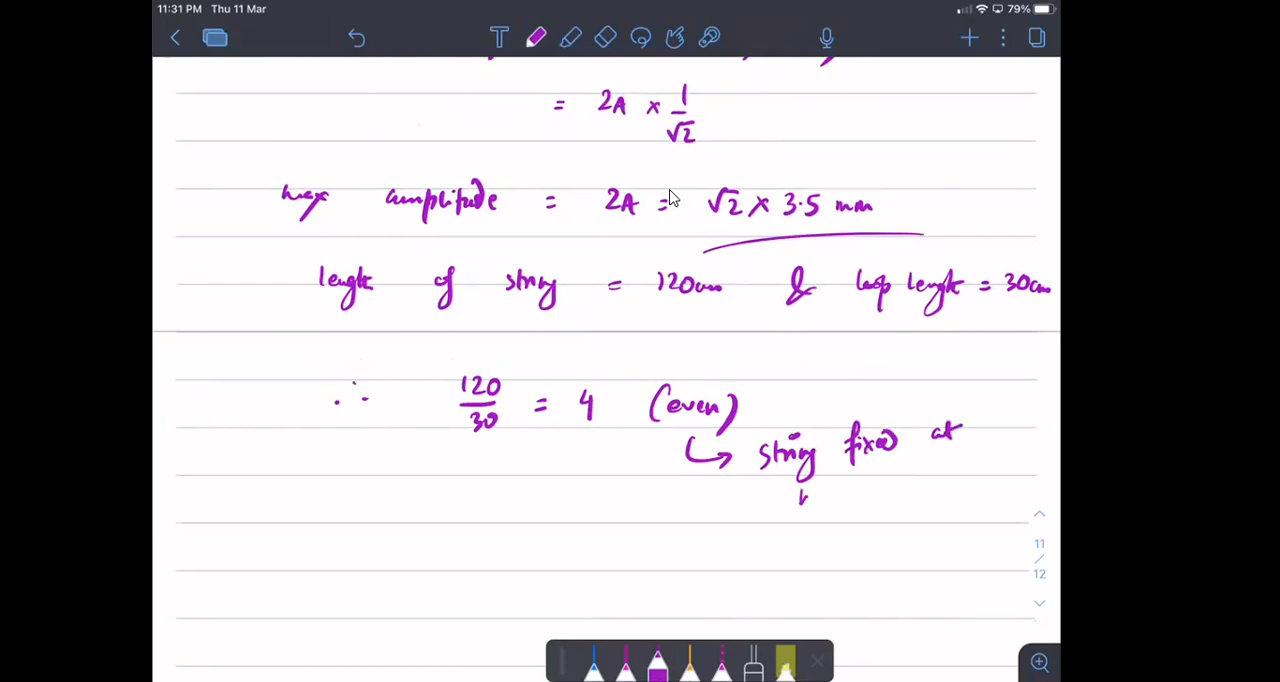 11:31 PM Thu 11 Mar 79%
T
= 2A × 1/√2
max amplitude = 2A = √2 × 3.5 mm
length of string = 120cm & loop length = 30cm
∴ 120/30 = 4 (even)
↳ string fixed at
11
/
12